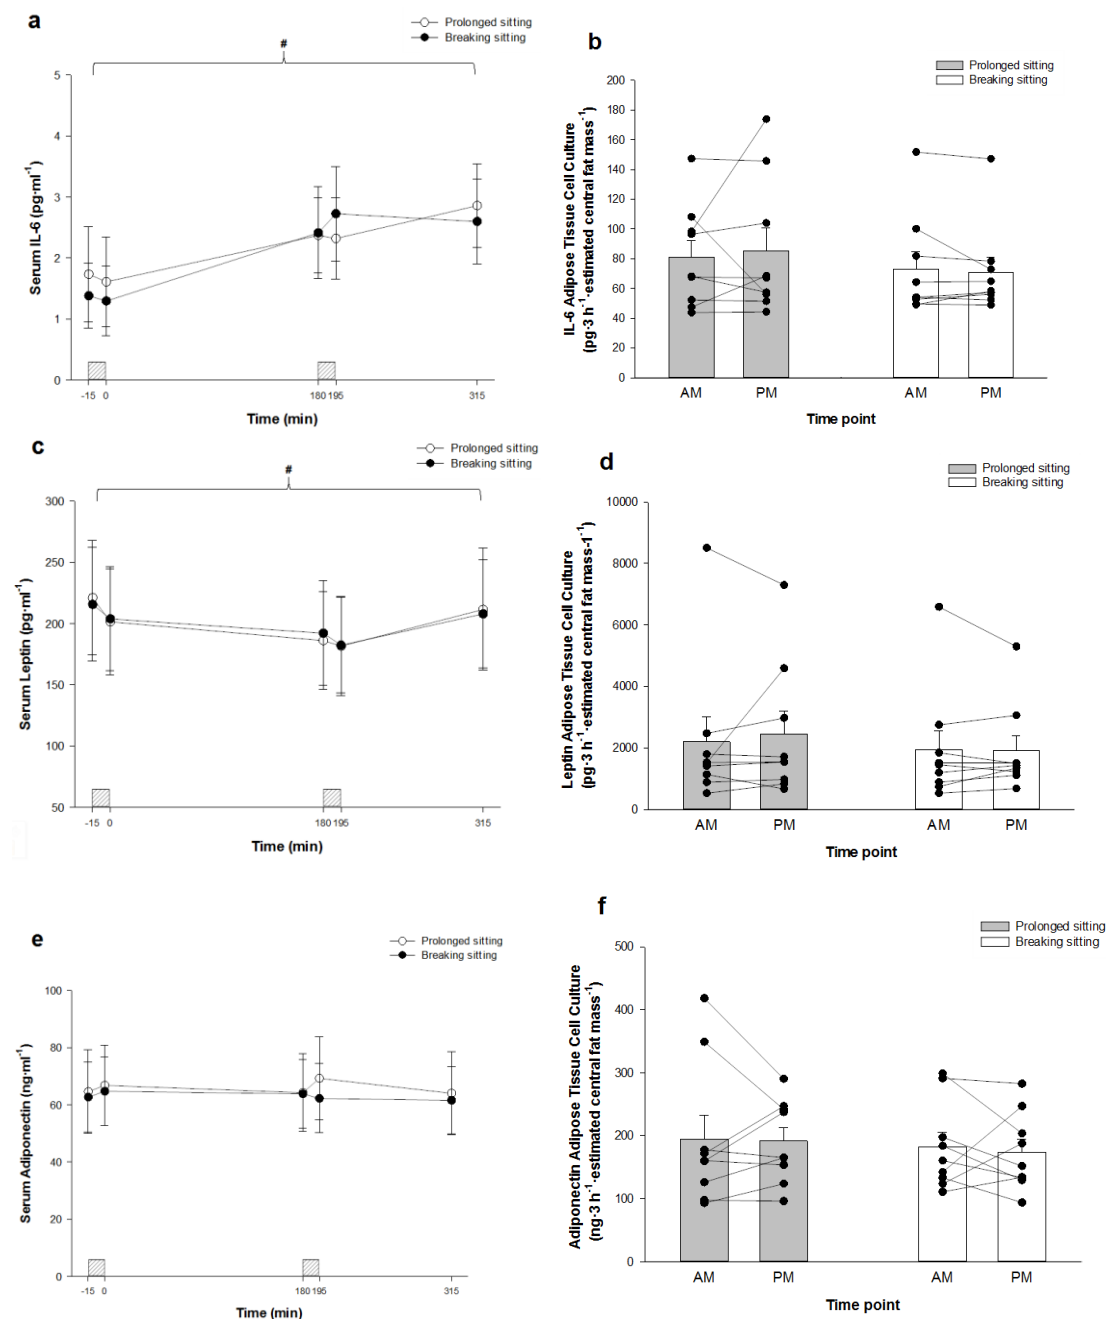 a
Prolonged sitting
Breaking sitting
#
5
4
3
2
1
0
Serum IL-6 (pg·ml⁻¹)
-15
0
180
195
315
Time (min)
b
Prolonged sitting
Breaking sitting
200
180
160
140
120
100
80
60
40
20
0
IL-6 Adipose Tissue Cell Culture
(pg·3 h⁻¹·estimated central fat mass⁻¹)
AM
PM
AM
PM
Time point
c
Prolonged sitting
Breaking sitting
#
300
250
200
150
100
50
Serum Leptin (pg·ml⁻¹)
-15
0
180
195
315
Time (min)
d
Prolonged sitting
Breaking sitting
10000
8000
6000
4000
2000
0
Leptin Adipose Tissue Cell Culture
(pg·3 h⁻¹·estimated central fat mass-1⁻¹)
AM
PM
AM
PM
Time point
e
Prolonged sitting
Breaking sitting
100
80
60
40
20
0
Serum Adiponectin (ng·ml⁻¹)
-15
0
180
195
315
Time (min)
f
Prolonged sitting
Breaking sitting
500
400
300
200
100
0
Adiponectin Adipose Tissue Cell Culture
(ng·3 h⁻¹·estimated central fat mass⁻¹)
AM
PM
AM
PM
Time point